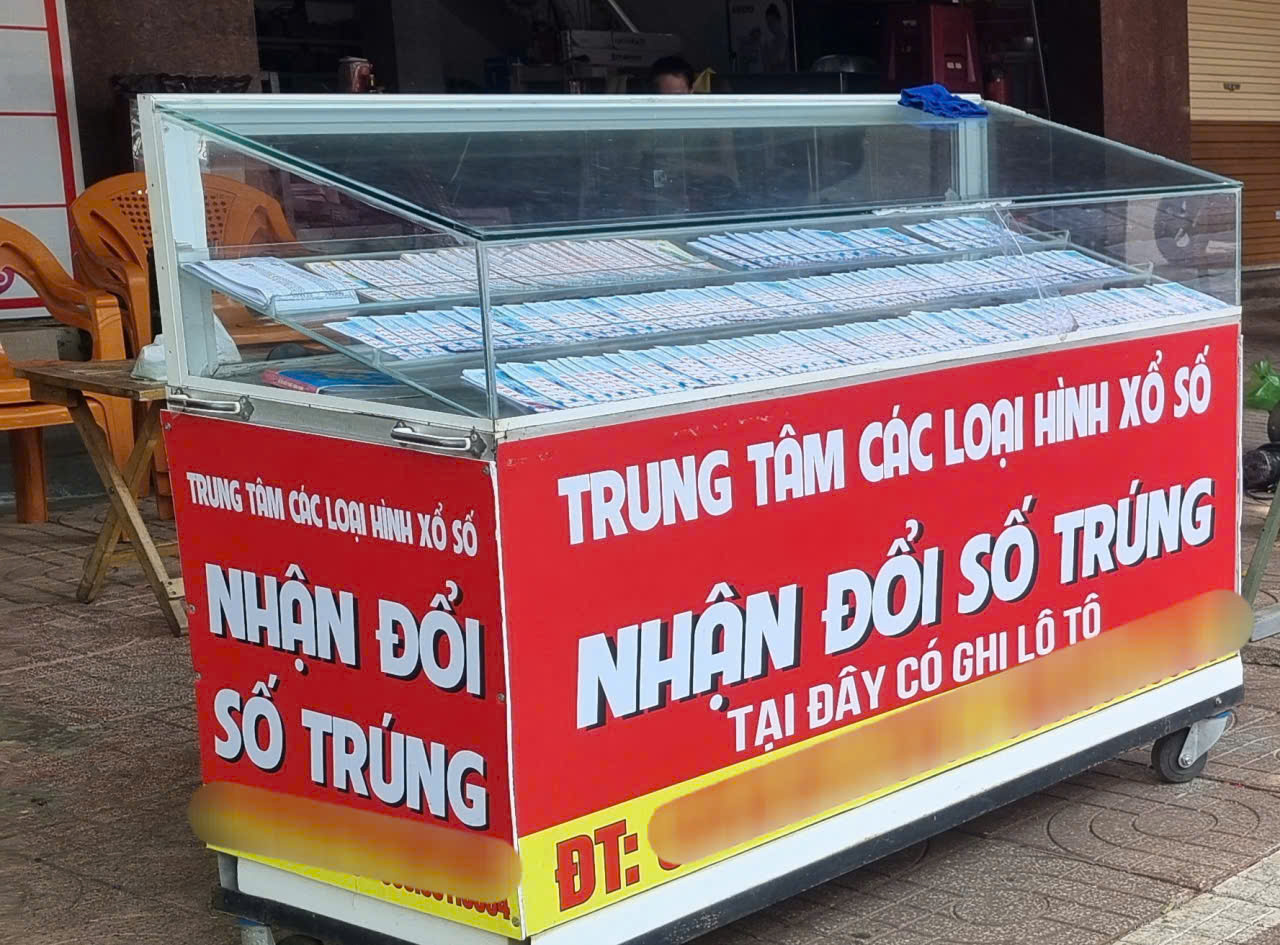 TRUNG TÂM CÁC LOẠI HÌNH XỔ SỐ
NHẬN ĐỔI
SỐ TRÚNG
TRUNG TÂM CÁC LOẠI HÌNH XỔ SỐ
NHẬN ĐỔI SỐ TRÚNG
TẠI ĐÂY CÓ GHI LÔ TÔ
ĐT: